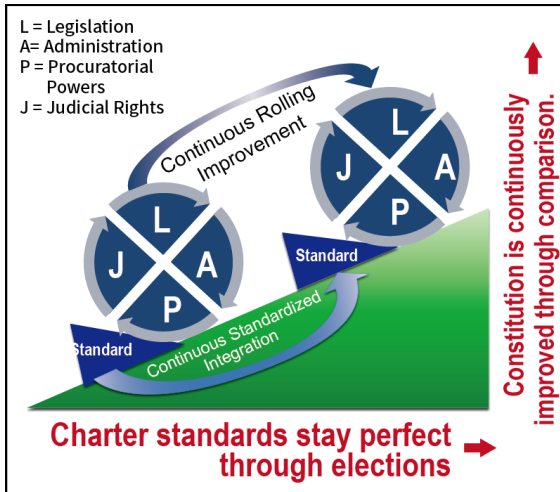 L = Legislation
A= Administration
P = Procuratorial
Powers
J = Judicial Rights
Continuous Rolling
Improvement
L
J
A
P
L
J
A
P
Standard
Standard
Continuous Standardized
Integration
Charter standards stay perfect
through elections
Constitution is continuously
improved through comparison.